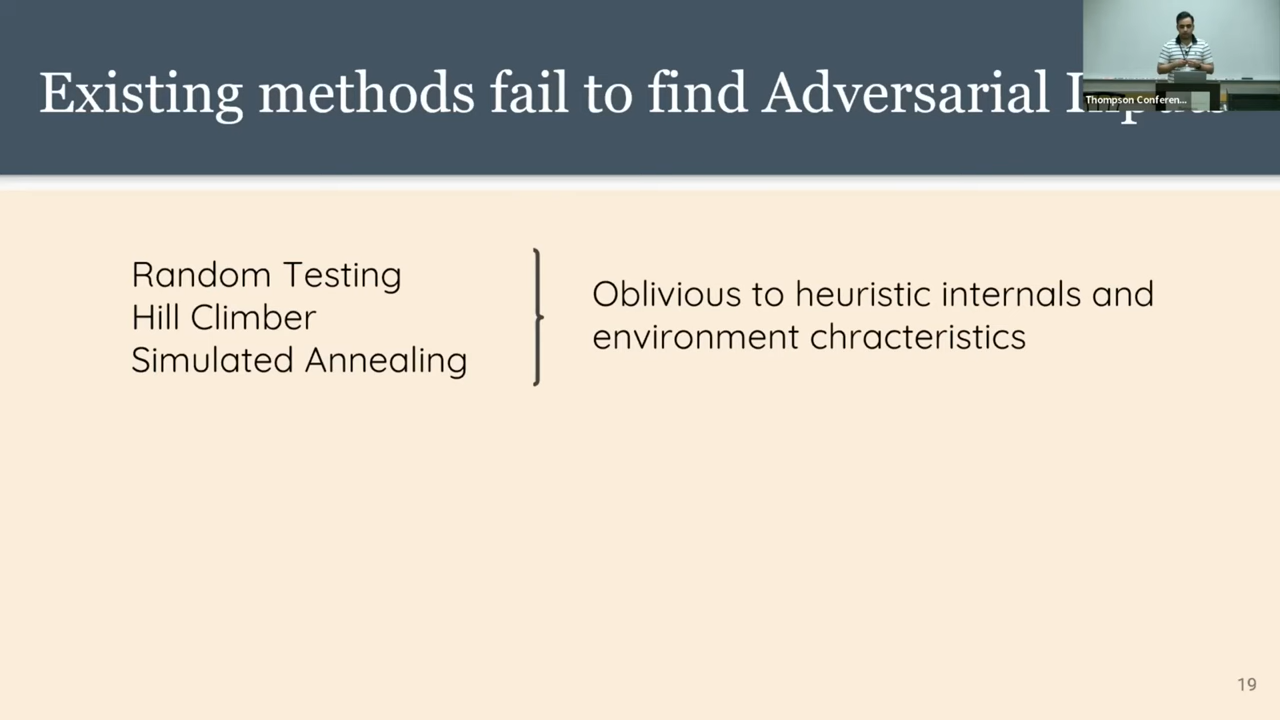 Existing methods fail to find Adversarial
Thompson Conferen...
Random Testing
Hill Climber
Simulated Annealing
Oblivious to heuristic internals and
environment chracteristics
19